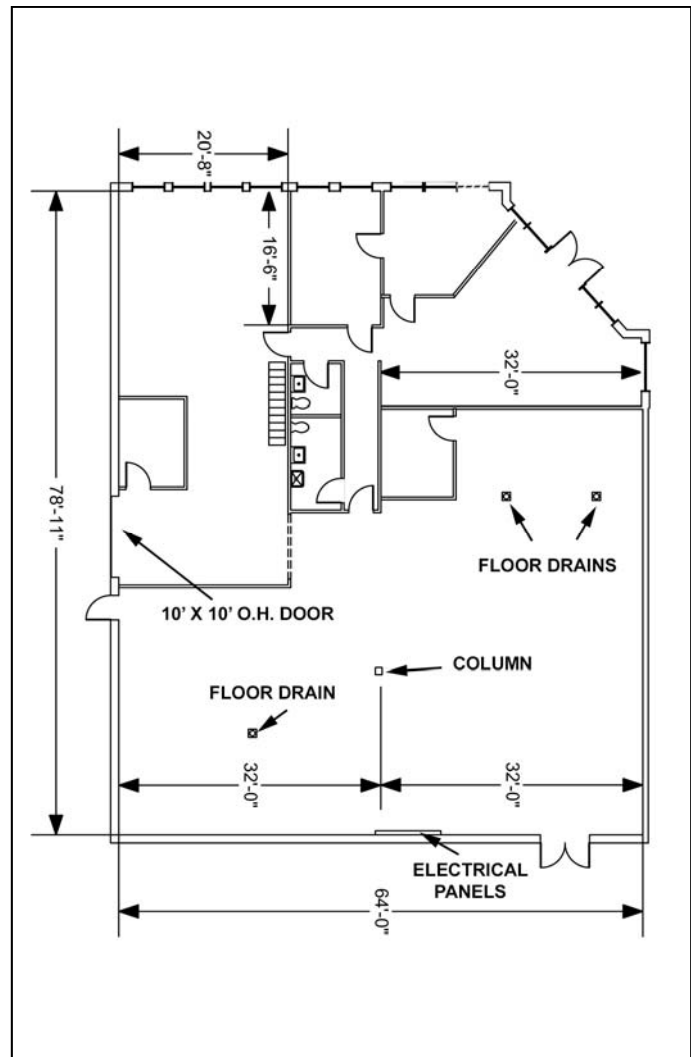 20'-8"
16'-6"
32'-0"
78'-11"
FLOOR DRAINS
10' X 10' O.H. DOOR
COLUMN
FLOOR DRAIN
32'-0"
32'-0"
ELECTRICAL
PANELS
64'-0"